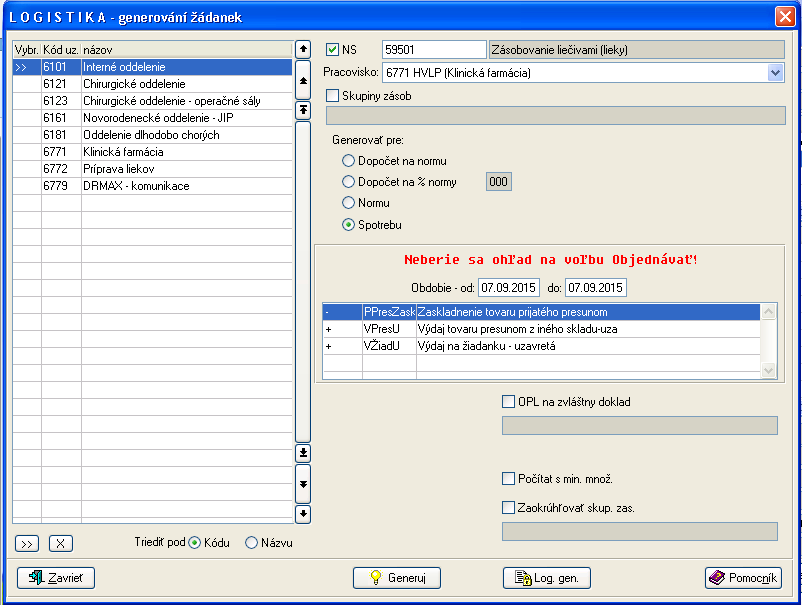 L O G I S T I K A - generování žádanek
Vybr. Kód uz. názov
>> 6101 Interné oddelenie
6121 Chirurgické oddelenie
6123 Chirurgické oddelenie - operačné sály
6161 Novorodenecké oddelenie - JIP
6181 Oddelenie dlhodobo chorých
6771 Klinická farmácia
6772 Príprava liekov
6779 DRMAX - komunikace
>> X Triediť pod Kódu Názvu
NS 59501 Zásobovanie liečivami (lieky)
Pracovisko: 6771 HVLP (Klinická farmácia)
Skupiny zásob
Generovať pre:
Dopočet na normu
Dopočet na % normy 000
Normu
Spotrebu
Neberie sa ohľad na voľbu Objednávať!
Obdobie - od: 07.09.2015 do: 07.09.2015
- PPresZask Zaskladnenie tovaru prijatého presunom
+ VPresU Výdaj tovaru presunom z iného skladu-uza
+ VŽiadU Výdaj na žiadanku - uzavretá
OPL na zvláštny doklad
Počítat s min. množ.
Zaokrúhľovať skup. zas.
Zavrieť Generuj Log. gen. Pomocník